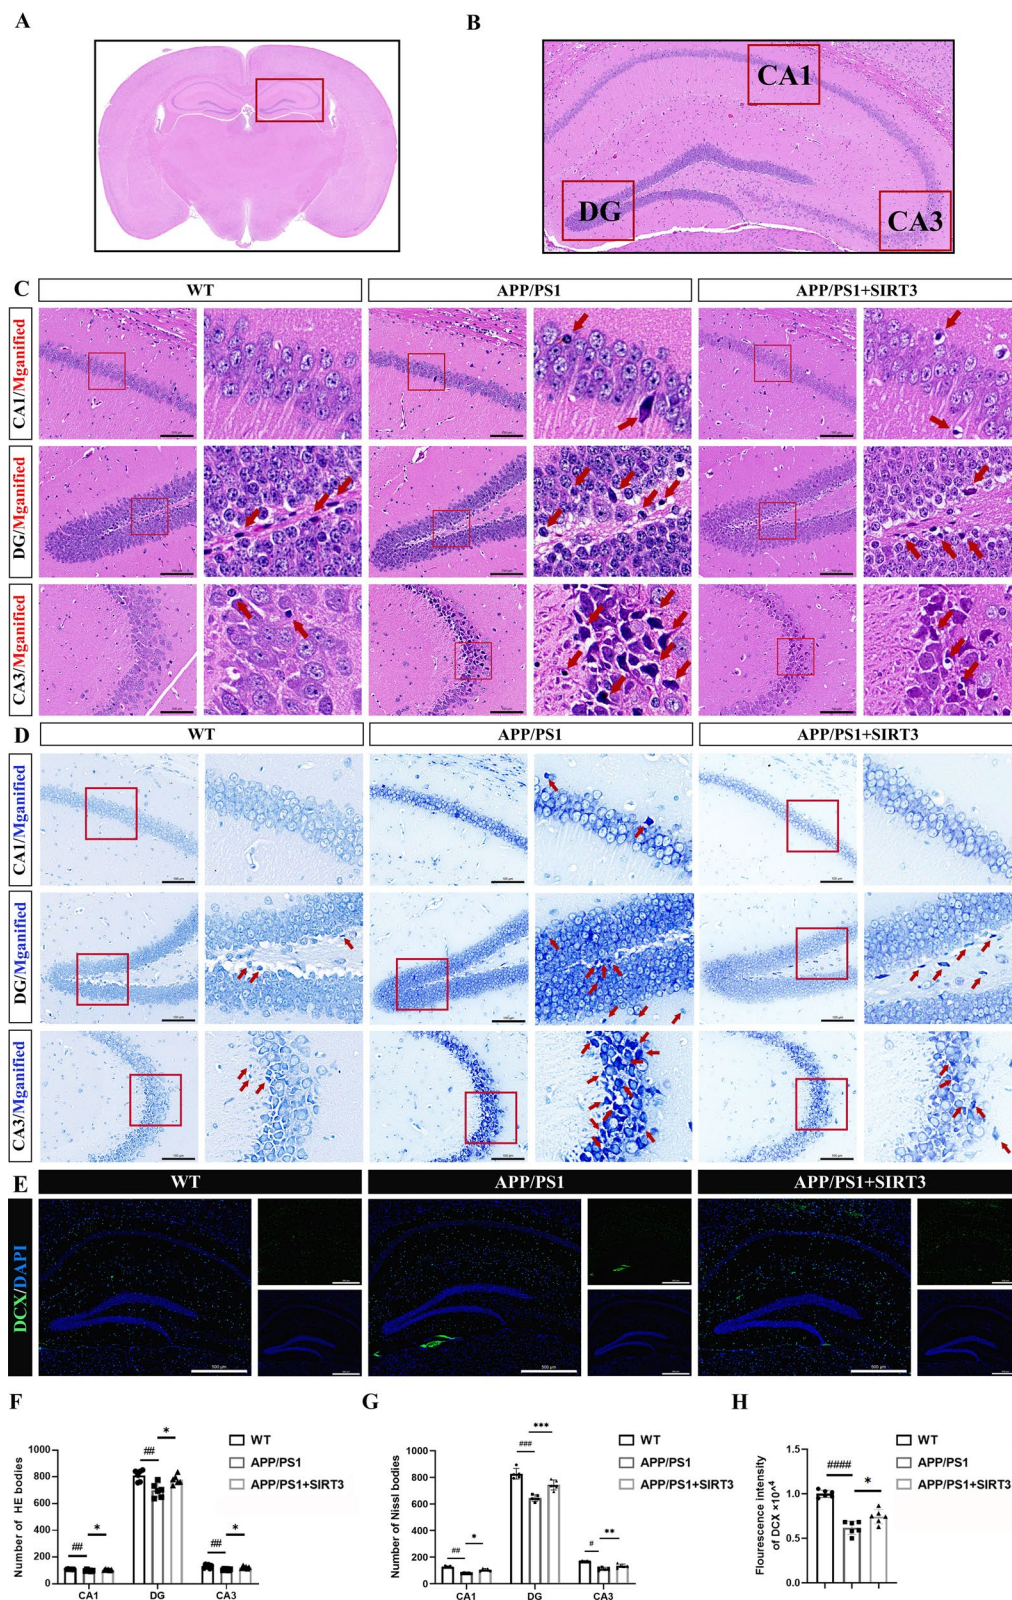 A
B
CA1
DG
CA3
C
WT
APP/PS1
APP/PS1+SIRT3
CA1/Mganified
DG/Mganified
CA3/Mganified
D
WT
APP/PS1
APP/PS1+SIRT3
CA1/Mganified
DG/Mganified
CA3/Mganified
E
WT
APP/PS1
APP/PS1+SIRT3
DCX/DAPI
500 μm
500 μm
500 μm
F
Number of HE bodies
1000
800
600
400
200
0
## *
## *
## *
CA1 DG CA3
WT
APP/PS1
APP/PS1+SIRT3
G
Number of Nissl bodies
1000
800
600
400
200
0
## *
### ***
# **
CA1 DG CA3
WT
APP/PS1
APP/PS1+SIRT3
H
Flourescence intensity
of DCX ×10^4
1.5
1.0
0.5
0.0
#### *
WT
APP/PS1
APP/PS1+SIRT3